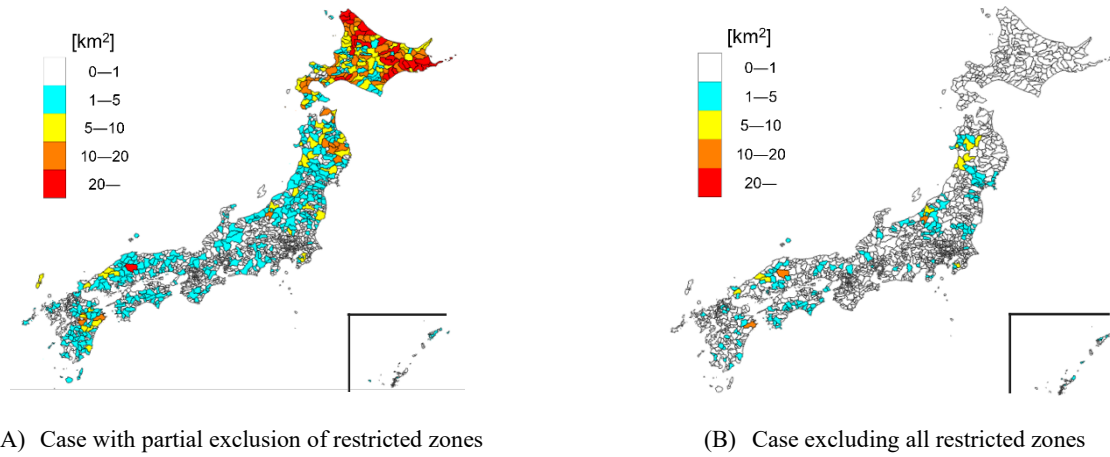 [km²]
0—1
1—5
5—10
10—20
20—
[km²]
0—1
1—5
5—10
10—20
20—
A) Case with partial exclusion of restricted zones
(B) Case excluding all restricted zones